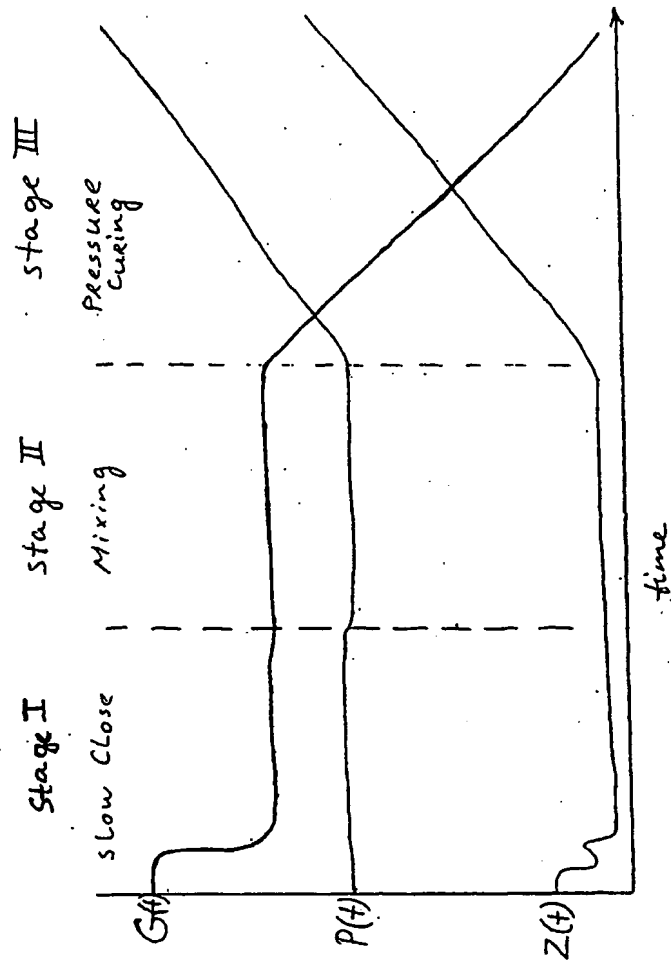 Stage I
Slow Close
stage II
Mixing
stage III
Pressure
Curing
G(t)
P(t)
Z(t)
time